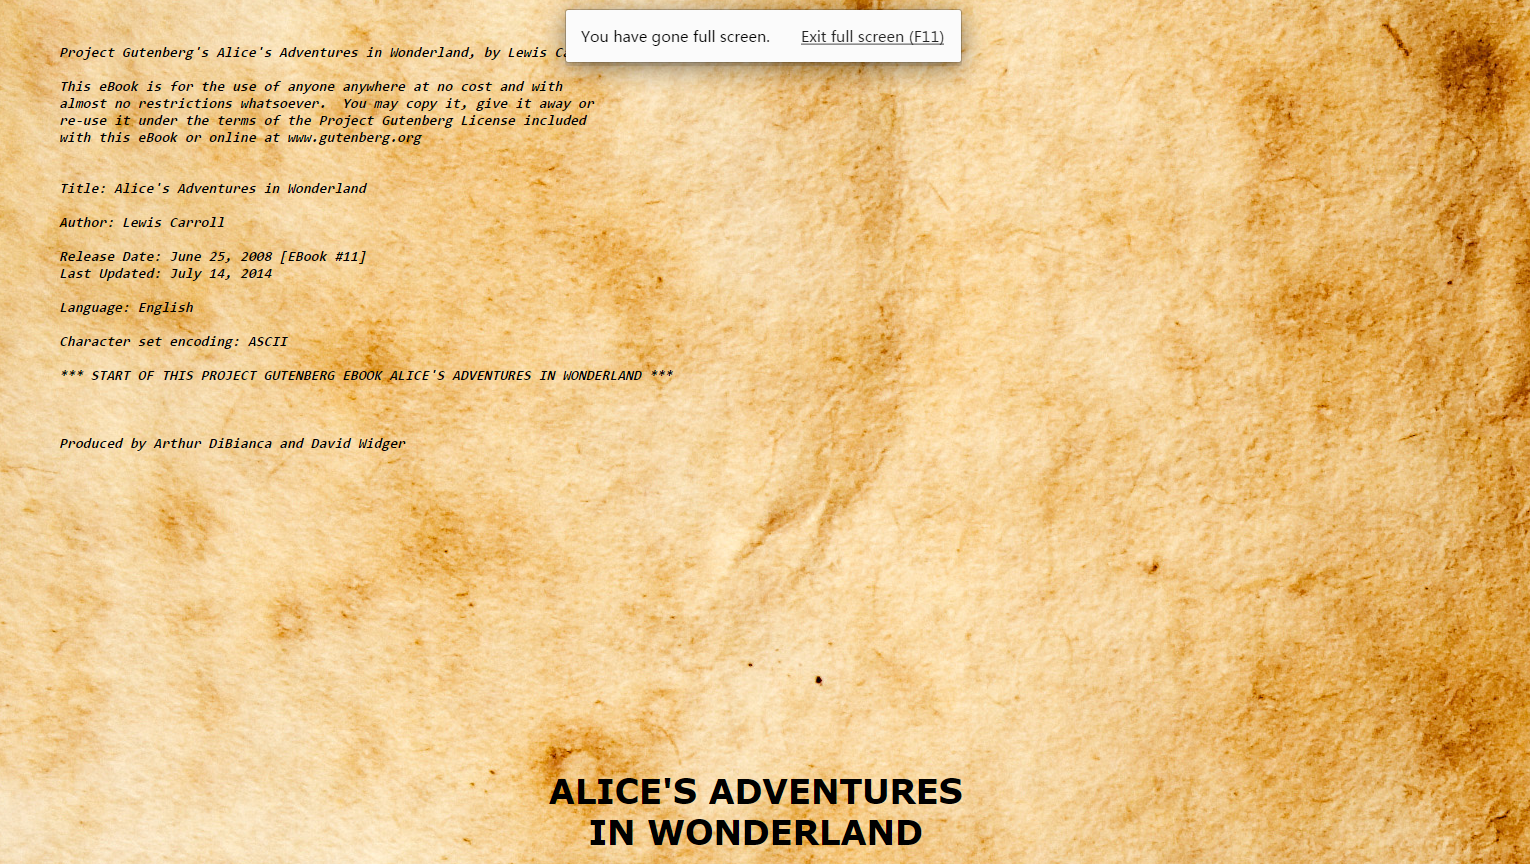 You have gone full screen. Exit full screen (F11)
Project Gutenberg's Alice's Adventures in Wonderland, by Lewis
This eBook is for the use of anyone anywhere at no cost and with
almost no restrictions whatsoever. You may copy it, give it away or
re-use it under the terms of the Project Gutenberg License included
with this eBook or online at www.gutenberg.org
Title: Alice's Adventures in Wonderland
Author: Lewis Carroll
Release Date: June 25, 2008 [EBook #11]
Last Updated: July 14, 2014
Language: English
Character set encoding: ASCII
*** START OF THIS PROJECT GUTENBERG EBOOK ALICE'S ADVENTURES IN WONDERLAND ***
Produced by Arthur DiBianca and David Widger
ALICE'S ADVENTURES
IN WONDERLAND